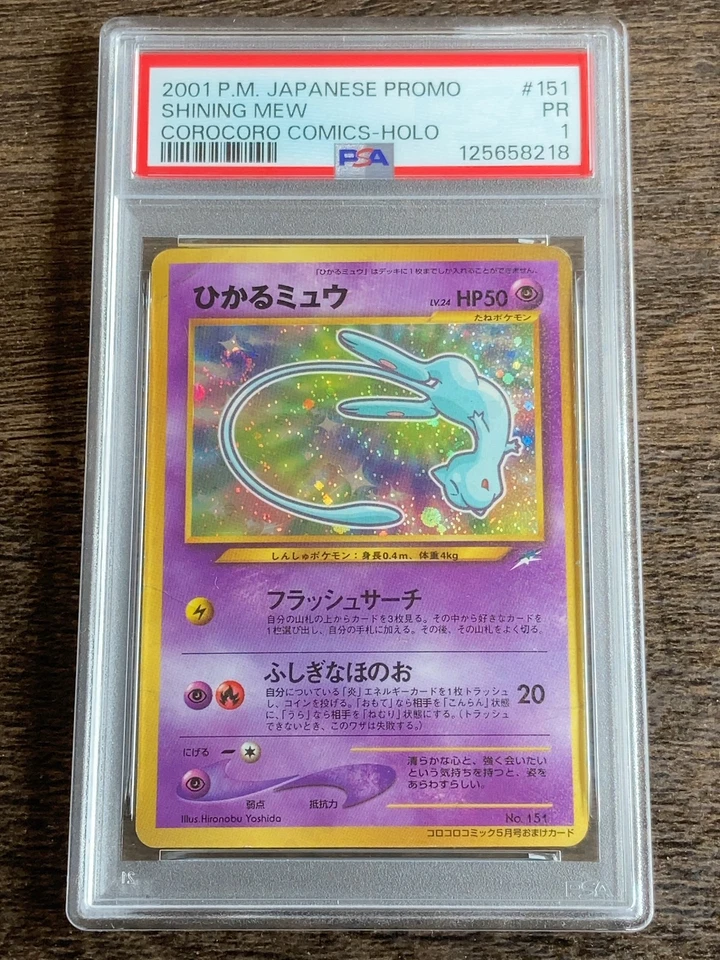 2001 P.M. JAPANESE PROMO #151
SHINING MEW PR
COROCORO COMICS-HOLO 1
PSA 125658218
「ひかるミュウ」はデッキに1枚までしか入れることができません。
ひかるミュウ LV.24 HP50
たねポケモン
しんしゅポケモン：身長0.4m、体重4kg
フラッシュサーチ
自分の山札の上からカードを3枚見る。その中から好きなカードを
1枚選び出し、自分の手札に加える。その後、その山札をよく切る。
ふしぎなほのお 20
自分についている「炎」エネルギーカードを1枚トラッシュ
し、コインを投げる。「おもて」なら相手を「こんらん」状態
に、「うら」なら相手を「ねむり」状態にする。（トラッシュ
できないとき、このワザは失敗する。）
にげる
弱点 抵抗力
清らかな心と、強く会いたい
という気持ちを持つと、姿を
あらわすらしい。
Illus.Hironobu Yoshida No. 151
コロコロコミック5月号おまけカード
PSA